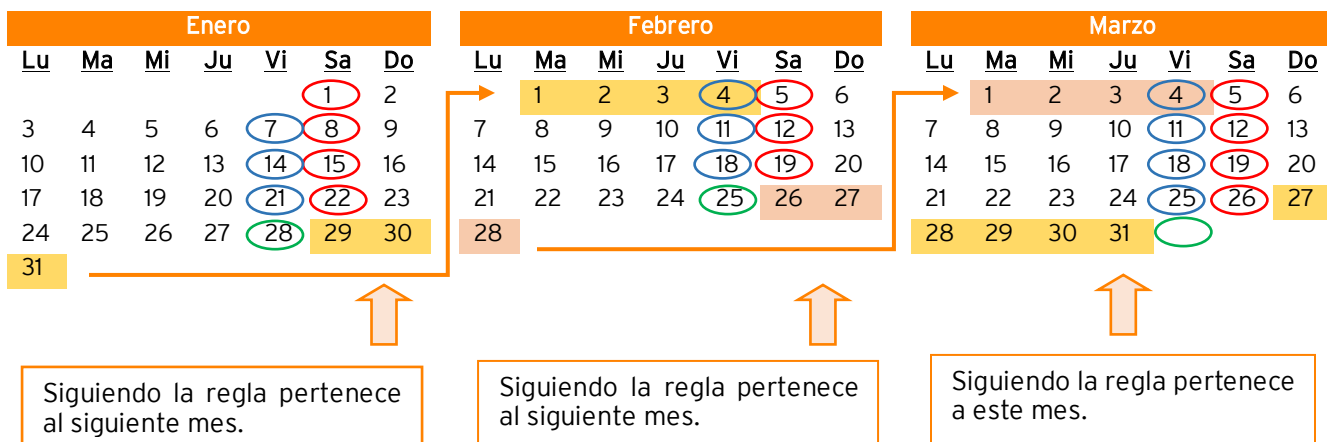 Enero
Lu Ma Mi Ju Vi Sa Do
1 2
3 4 5 6 7 8 9
10 11 12 13 14 15 16
17 18 19 20 21 22 23
24 25 26 27 28 29 30
31
Siguiendo la regla pertenece
al siguiente mes.
Febrero
Lu Ma Mi Ju Vi Sa Do
1 2 3 4 5 6
7 8 9 10 11 12 13
14 15 16 17 18 19 20
21 22 23 24 25 26 27
28
Siguiendo la regla pertenece
al siguiente mes.
Marzo
Lu Ma Mi Ju Vi Sa Do
1 2 3 4 5 6
7 8 9 10 11 12 13
14 15 16 17 18 19 20
21 22 23 24 25 26 27
28 29 30 31
Siguiendo la regla pertenece
a este mes.